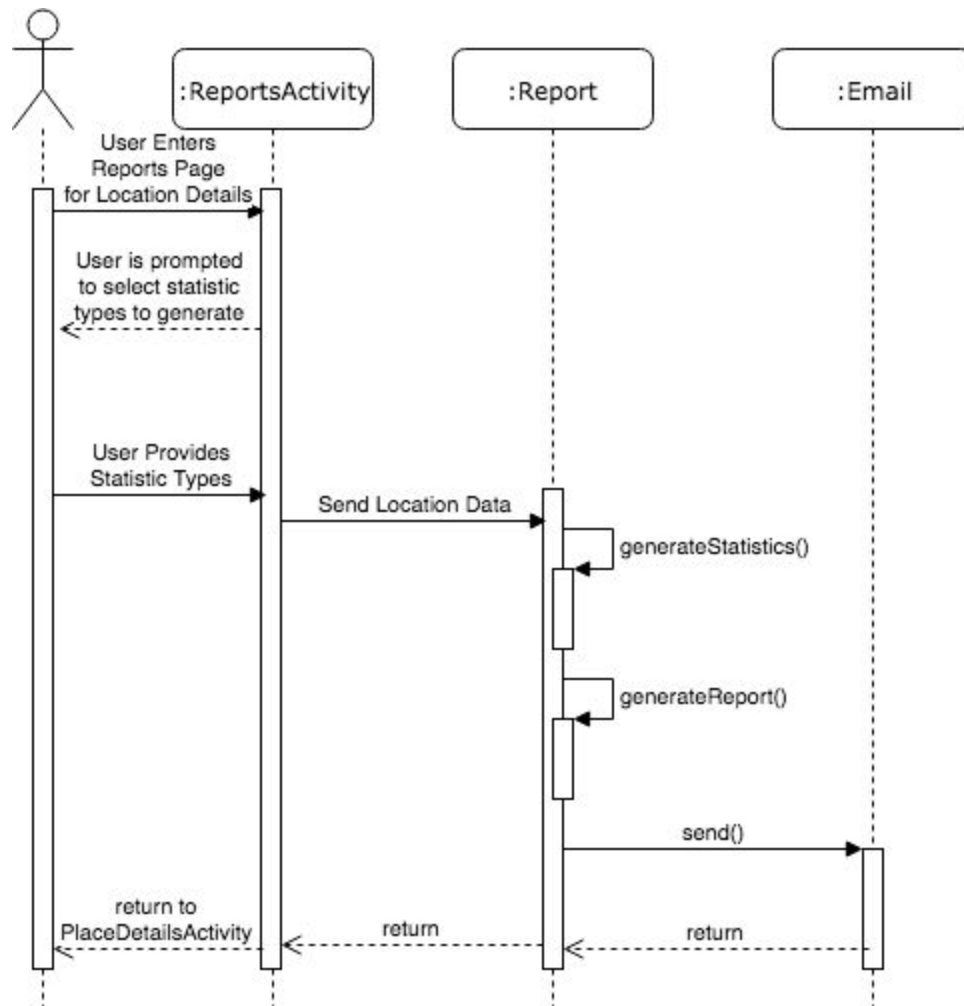 :ReportsActivity
:Report
:Email
User Enters
Reports Page
for Location Details
User is prompted
to select statistic
types to generate
User Provides
Statistic Types
Send Location Data
generateStatistics()
generateReport()
send()
return to
PlaceDetailsActivity
return
return